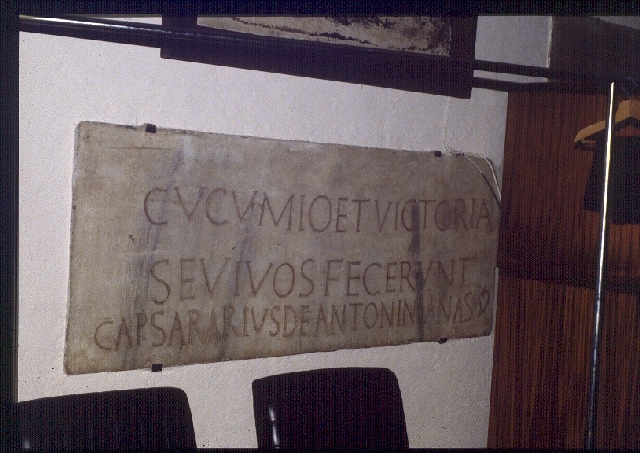 CVCVMIO ET VICTORIA
SE VIVOS FECERVNT
CAPSARARIVS DE ANTONINIANAS